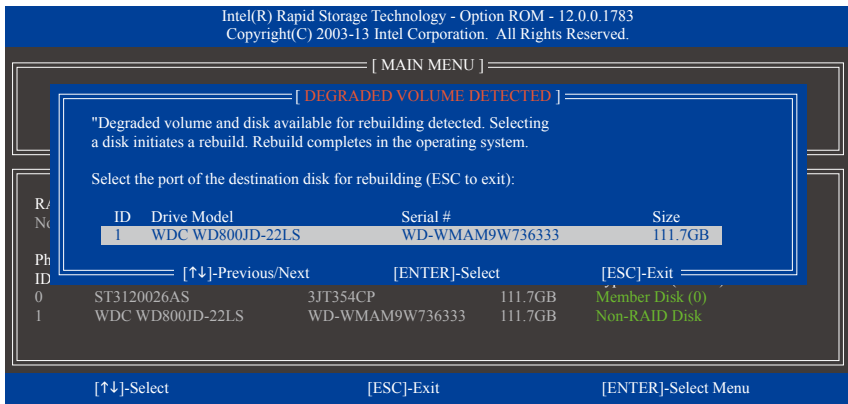 Intel(R) Rapid Storage Technology - Option ROM - 12.0.0.1783
Copyright(C) 2003-13 Intel Corporation.  All Rights Reserved.
[ MAIN MENU ]
[ DEGRADED VOLUME DETECTED ]
"Degraded volume and disk available for rebuilding detected. Selecting
a disk initiates a rebuild. Rebuild completes in the operating system.
Select the port of the destination disk for rebuilding (ESC to exit):
ID Drive Model Serial # Size
1 WDC WD800JD-22LS WD-WMAM9W736333 111.7GB
[↑↓]-Previous/Next [ENTER]-Select [ESC]-Exit
ID
0 ST3120026AS 3JT354CP 111.7GB Member Disk (0)
1 WDC WD800JD-22LS WD-WMAM9W736333 111.7GB Non-RAID Disk
[↑↓]-Select [ESC]-Exit [ENTER]-Select Menu